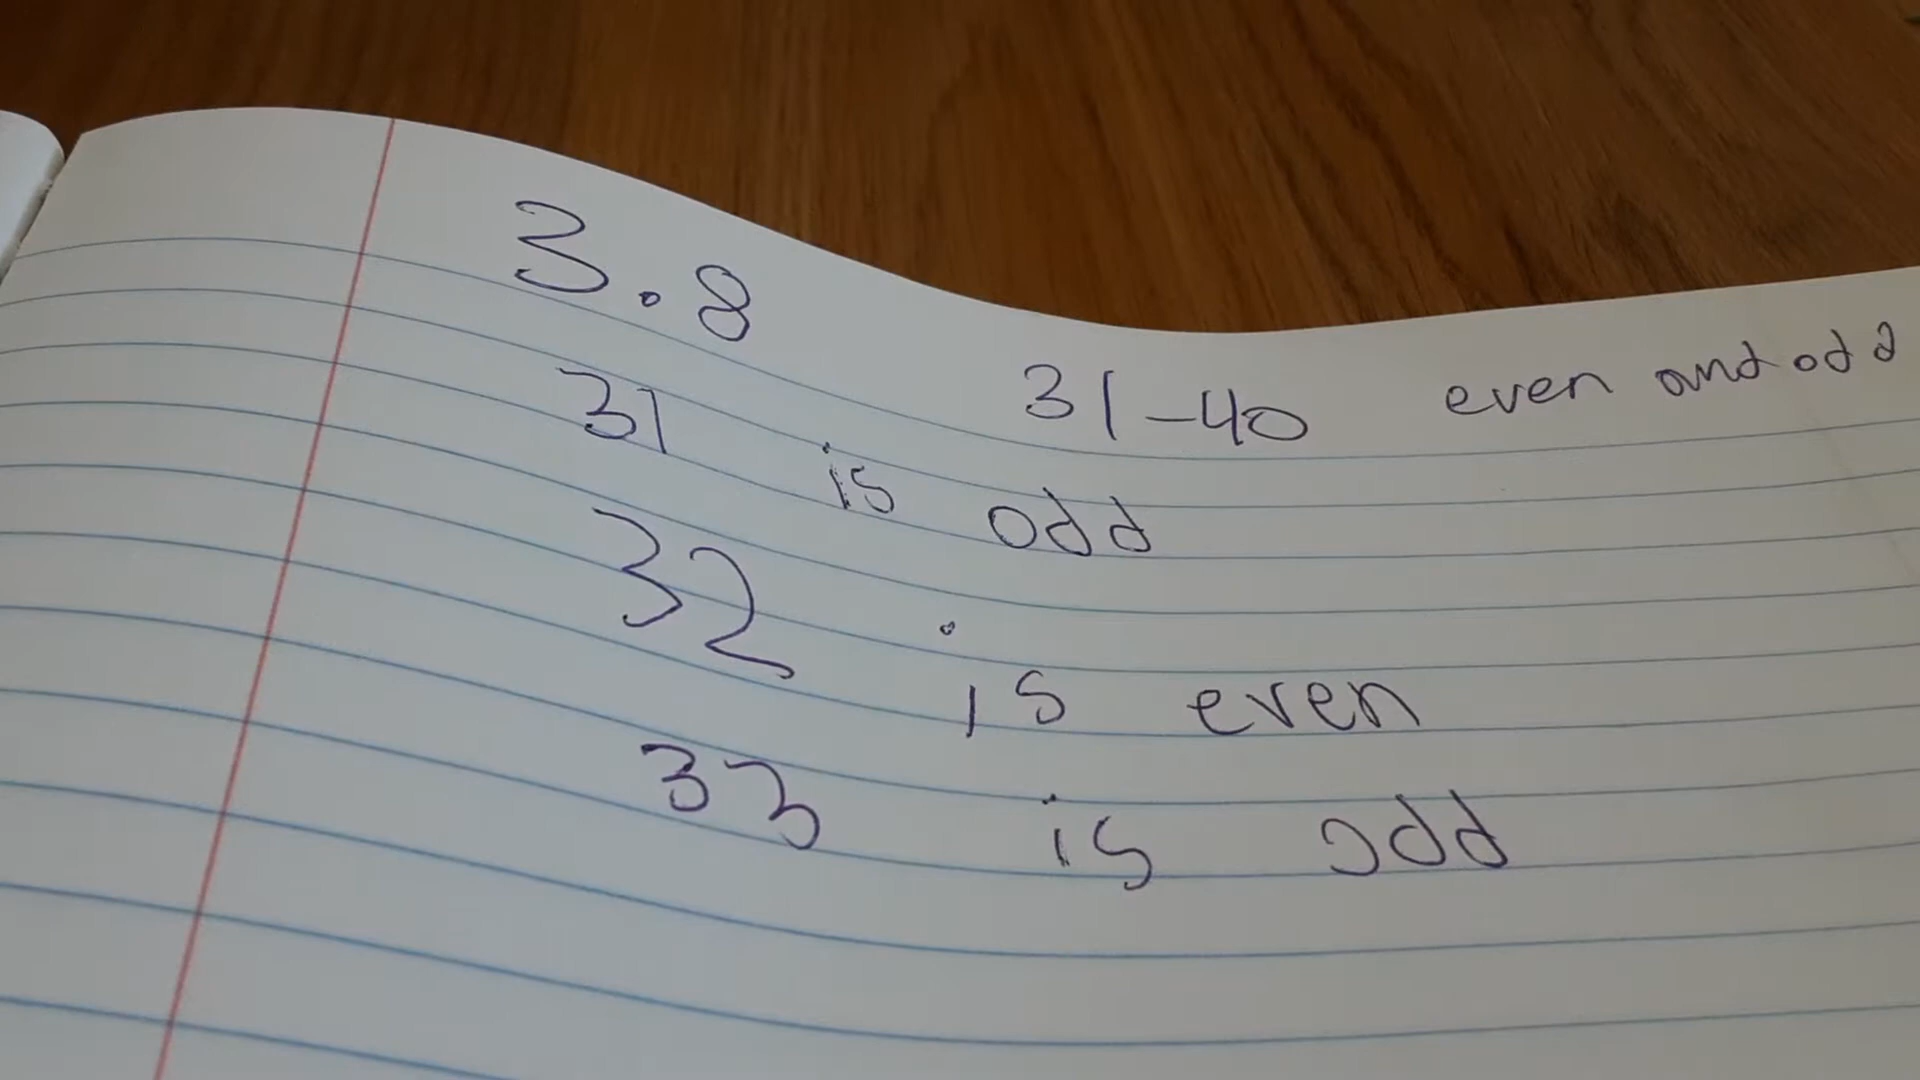 3.8
31-40 even and odd
31 is odd
32 is even
33 is odd